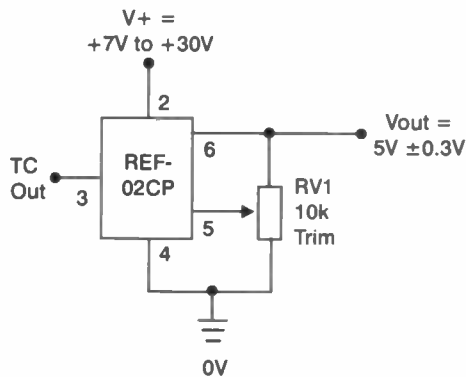 V+ =
+7V to +30V
2
6
Vout =
5V ±0.3V
TC
Out
3
REF-
02CP
5
RV1
10k
Trim
4
0V